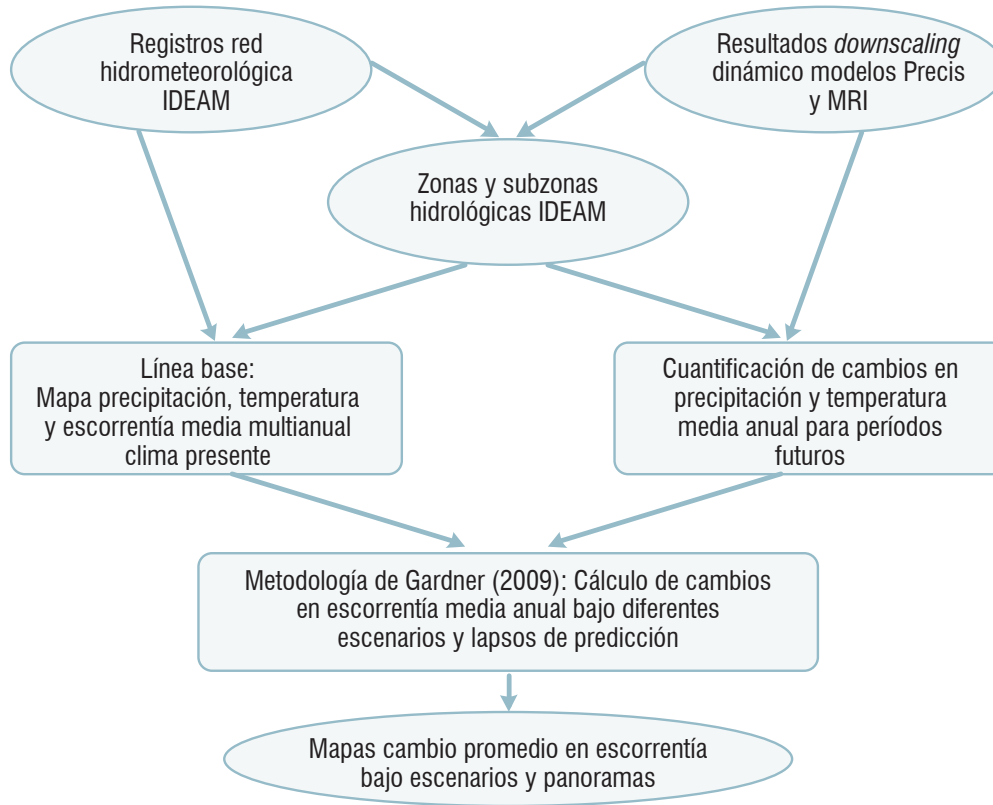 Registros red
hidrometeorológica
IDEAM
Resultados downscaling
dinámico modelos Precis
y MRI
Zonas y subzonas
hidrológicas IDEAM
Línea base:
Mapa precipitación, temperatura
y escorrentía media multianual
clima presente
Cuantificación de cambios en
precipitación y temperatura
media anual para períodos
futuros
Metodología de Gardner (2009): Cálculo de cambios
en escorrentía media anual bajo diferentes
escenarios y lapsos de predicción
Mapas cambio promedio en escorrentía
bajo escenarios y panoramas